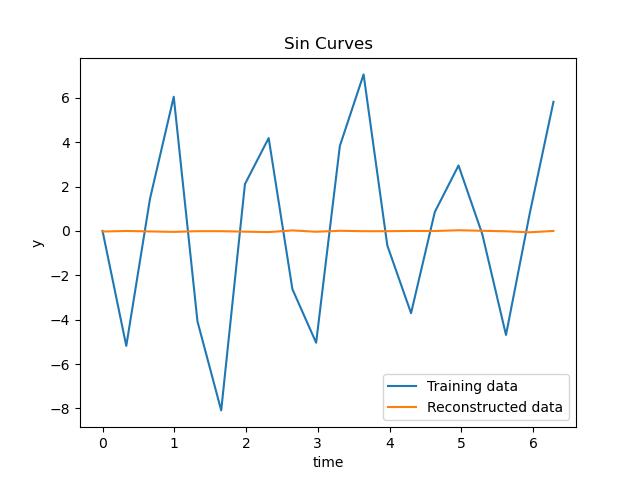 Sin Curves
y
6
4
2
0
−2
−4
−6
−8
0 1 2 3 4 5 6
time
Training data
Reconstructed data